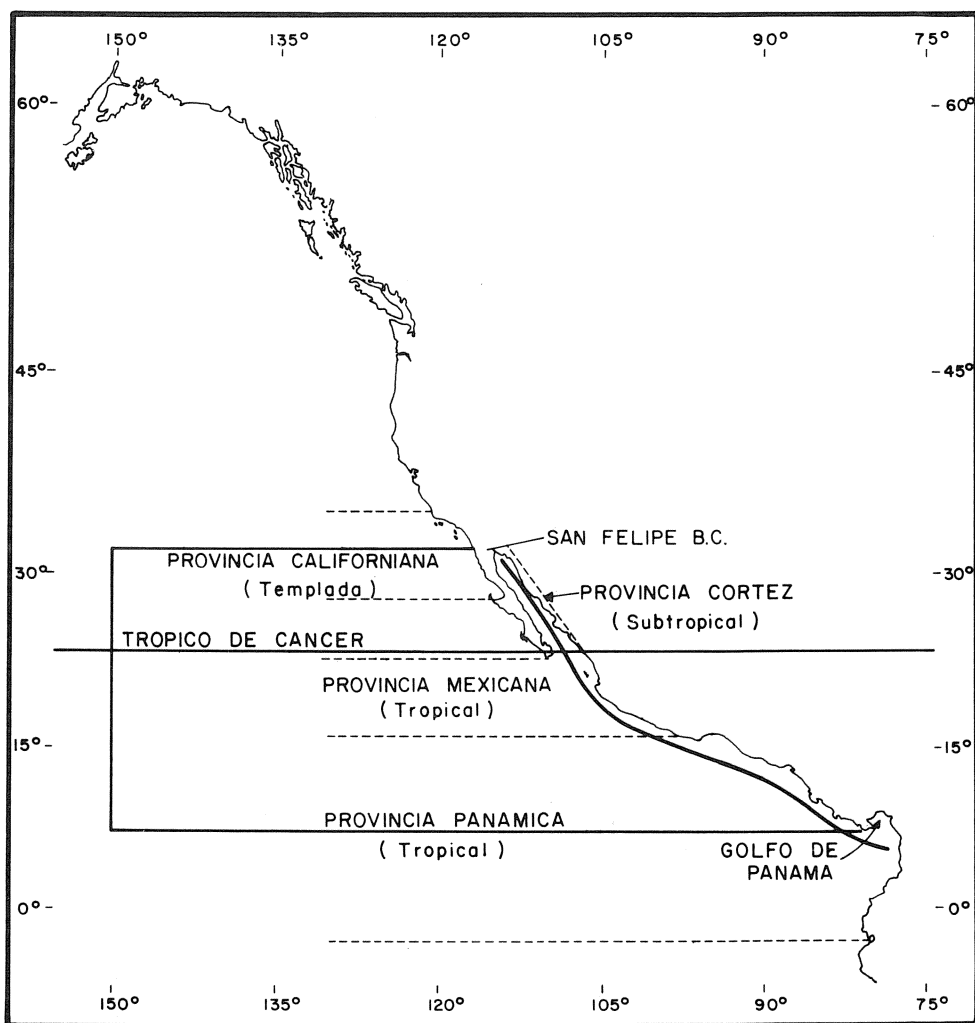 150° 135° 120° 105° 90° 75°
60° 60°
45° 45°
SAN FELIPE B.C.
PROVINCIA CALIFORNIANA
30° 30°
(Templada)
PROVINCIA CORTEZ
(Subtropical)
TROPICO DE CANCER
PROVINCIA MEXICANA
(Tropical)
15° 15°
PROVINCIA PANAMICA
(Tropical)
GOLFO DE
PANAMA
0° 0°
150° 135° 120° 105° 90° 75°